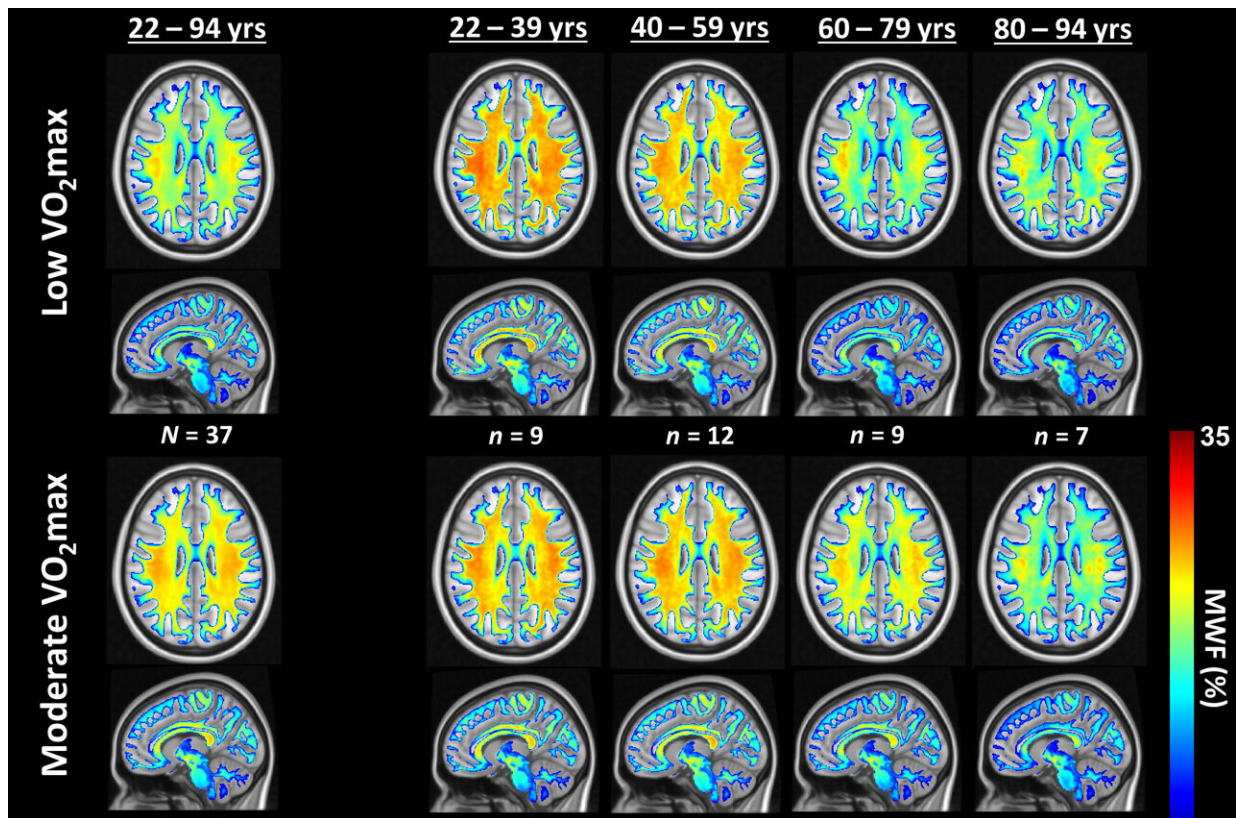 22 – 94 yrs
22 – 39 yrs
40 – 59 yrs
60 – 79 yrs
80 – 94 yrs
Low VO₂max
N = 37
n = 9
n = 12
n = 9
n = 7
Moderate VO₂max
35
MWF (%)